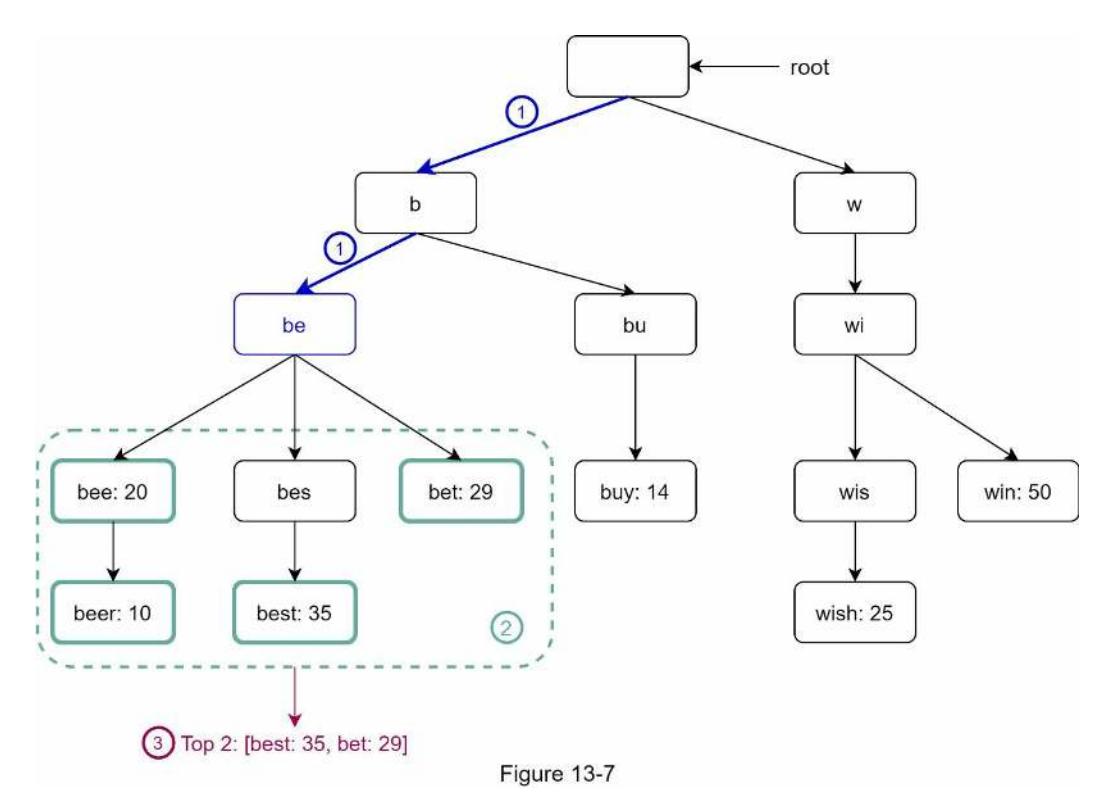 root
1
b
w
1
be
bu
wi
bee: 20
bes
bet: 29
buy: 14
wis
win: 50
beer: 10
best: 35
2
wish: 25
3 Top 2: [best: 35, bet: 29]
Figure 13-7